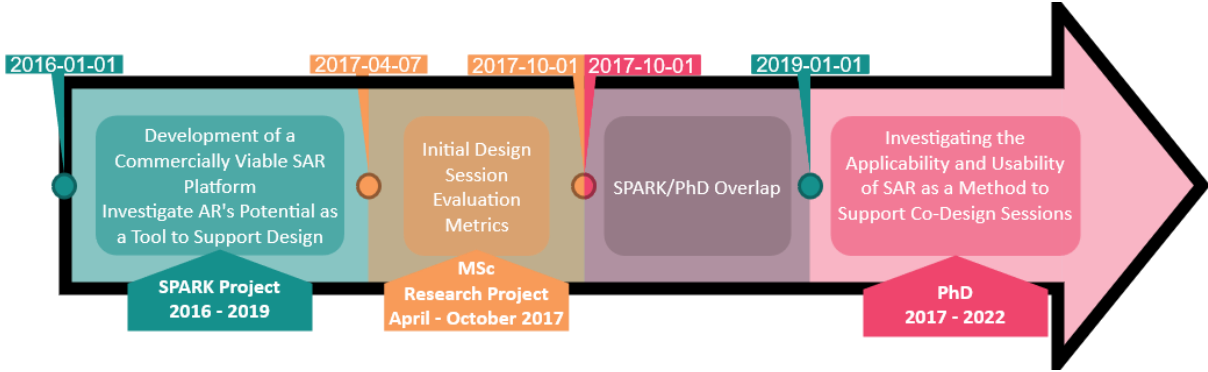 2016-01-01
2017-04-07
2017-10-01
2017-10-01
2019-01-01
Development of a
Commercially Viable SAR
Platform
Investigate AR's Potential as
a Tool to Support Design
Initial Design
Session
Evaluation
Metrics
SPARK/PhD Overlap
Investigating the
Applicability and Usability
of SAR as a Method to
Support Co-Design Sessions
SPARK Project
2016 - 2019
MSc
Research Project
April - October 2017
PhD
2017 - 2022